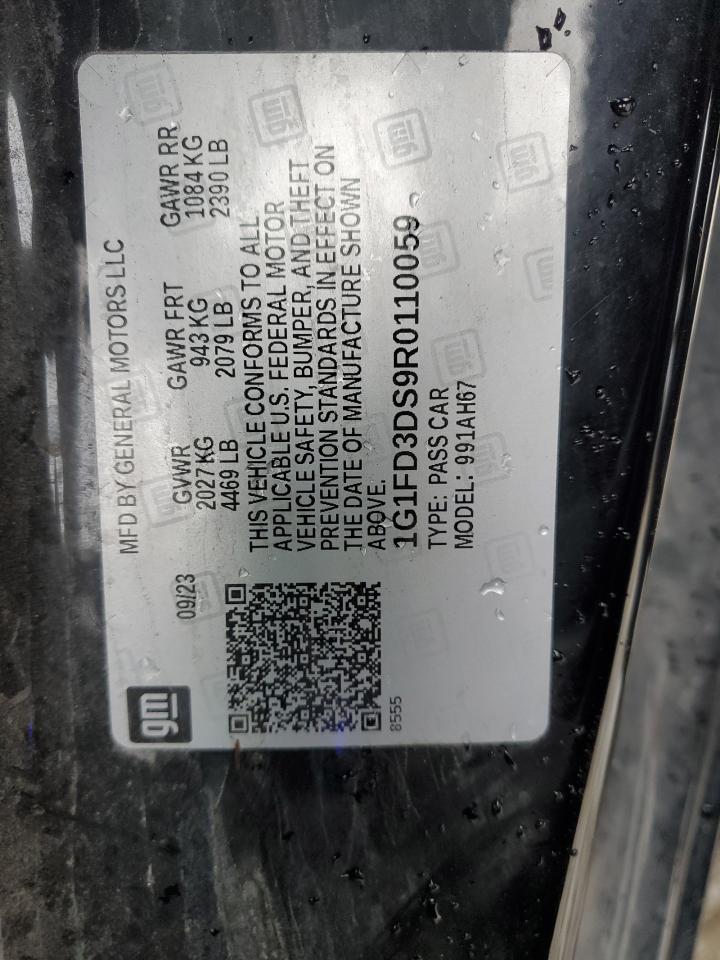 gm
MFD BY GENERAL MOTORS LLC
09/23
GVWR GAWR FRT GAWR RR
2027 KG 943 KG 1084 KG
4469 LB 2079 LB 2390 LB
THIS VEHICLE CONFORMS TO ALL
APPLICABLE U.S. FEDERAL MOTOR
VEHICLE SAFETY, BUMPER, AND THEFT
PREVENTION STANDARDS IN EFFECT ON
THE DATE OF MANUFACTURE SHOWN
ABOVE.
1G1FD3DS9R0110059
TYPE: PASS CAR
MODEL: 991AH67
8555